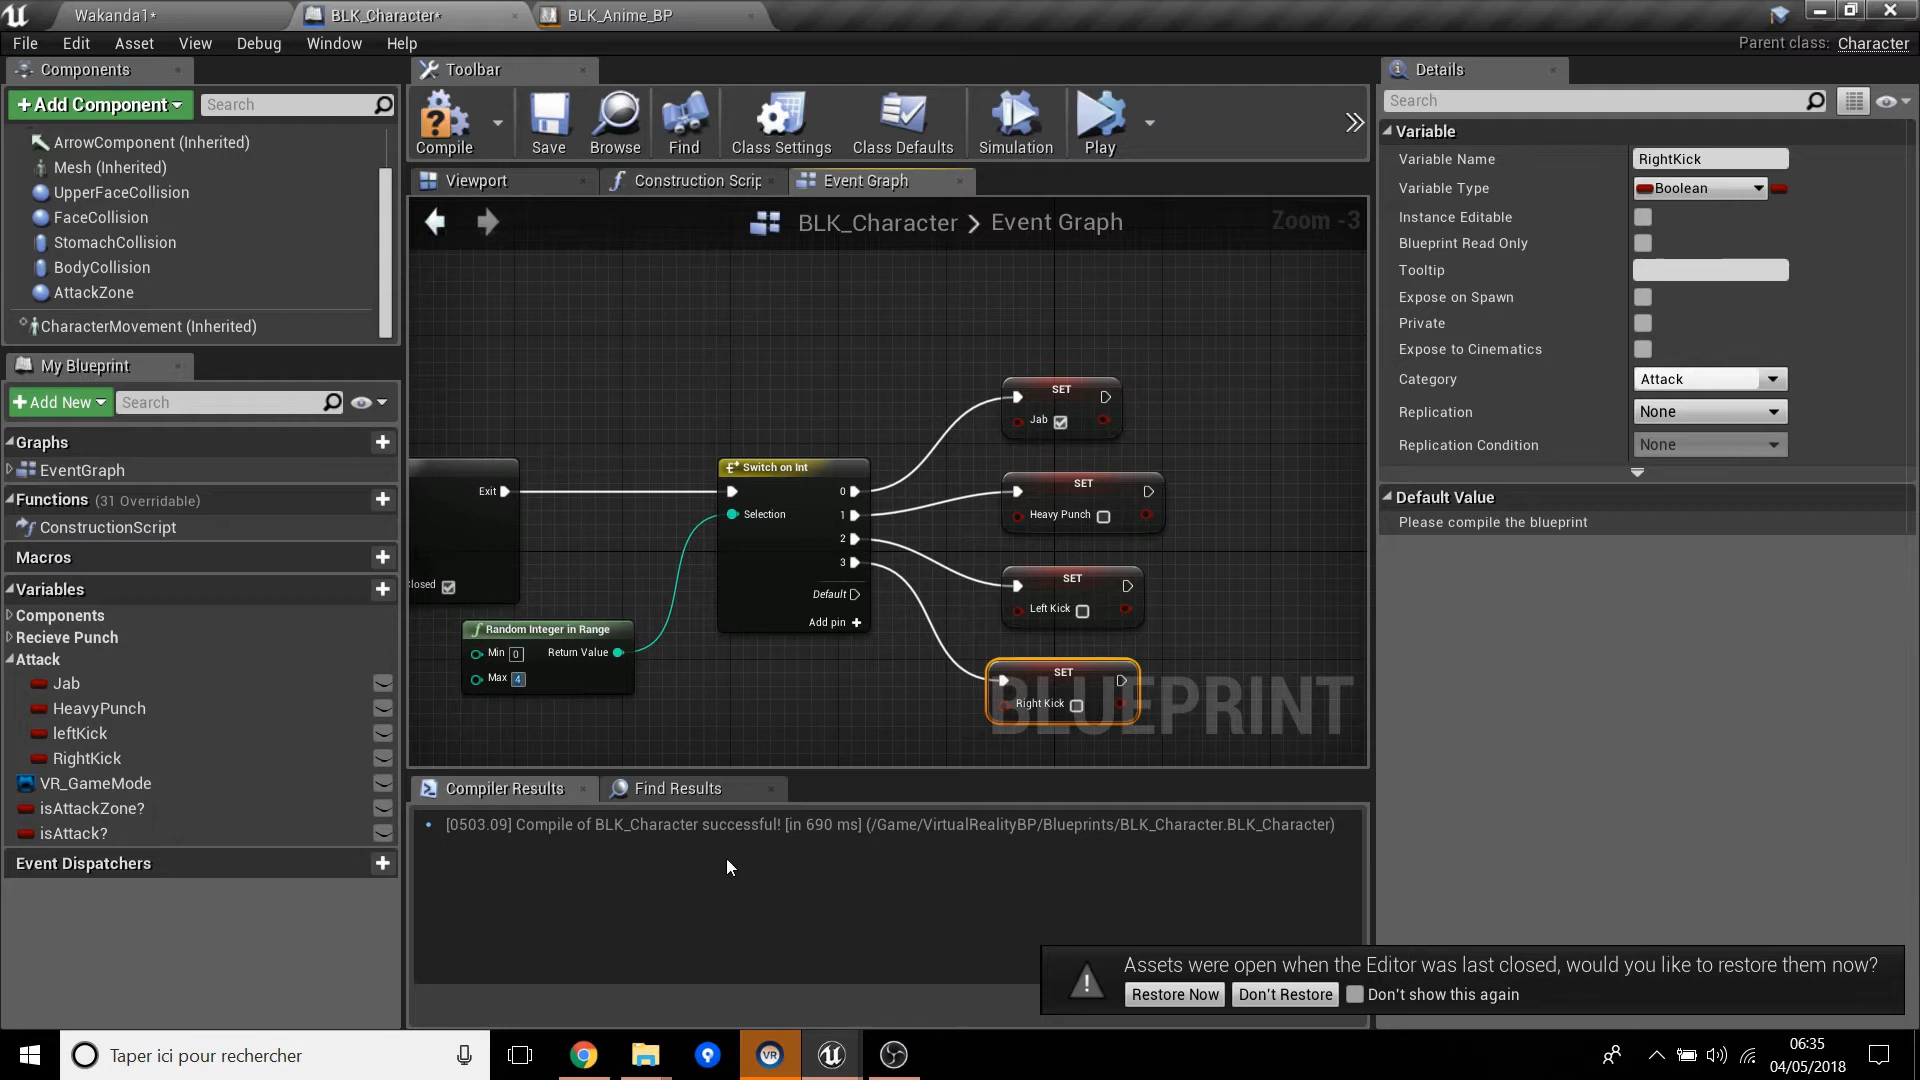 Wakanda1*
BLK_Character*
BLK_Anime_BP
File Edit Asset View Debug Window Help
Parent class: Character
Components
+Add Component
Search
ArrowComponent (Inherited)
Mesh (Inherited)
UpperFaceCollision
FaceCollision
StomachCollision
BodyCollision
AttackZone
CharacterMovement (Inherited)
My Blueprint
+Add New
Search
Graphs
EventGraph
Functions (31 Overridable)
ConstructionScript
Macros
Variables
Components
Recieve Punch
Attack
Jab
HeavyPunch
leftKick
RightKick
VR_GameMode
isAttackZone?
isAttack?
Event Dispatchers
Toolbar
Compile Save Browse Find Class Settings Class Defaults Simulation Play
Viewport
Construction Scrip
Event Graph
BLK_Character > Event Graph
Zoom -3
Exit
losed
Random Integer in Range
Min 0 Return Value
Max 4
Switch on Int
0
Selection 1
2
3
Default
Add pin +
SET
Jab
SET
Heavy Punch
SET
Left Kick
SET
Right Kick
BLUEPRINT
Compiler Results
Find Results
[0503.09] Compile of BLK_Character successful! [in 690 ms] (/Game/VirtualRealityBP/Blueprints/BLK_Character.BLK_Character)
Details
Search
Variable
Variable Name RightKick
Variable Type Boolean
Instance Editable
Blueprint Read Only
Tooltip
Expose on Spawn
Private
Expose to Cinematics
Category Attack
Replication None
Replication Condition None
Default Value
Please compile the blueprint
Assets were open when the Editor was last closed, would you like to restore them now?
Restore Now Don't Restore Don't show this again
Taper ici pour rechercher
VR
06:35
04/05/2018